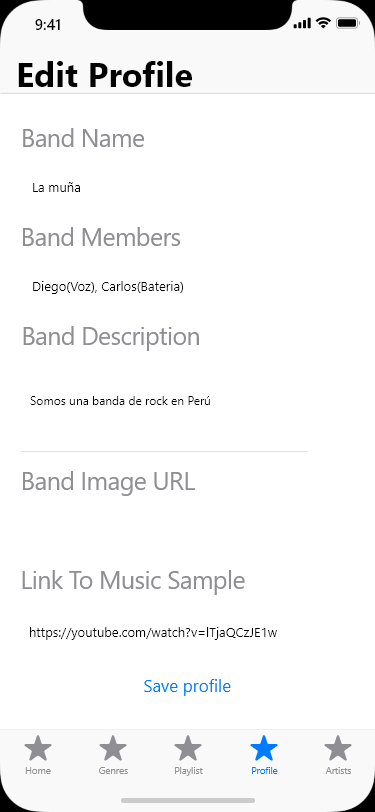 9:41
Edit Profile
Band Name
La muña
Band Members
Diego(Voz), Carlos(Bateria)
Band Description
Somos una banda de rock en Perú
Band Image URL
Link To Music Sample
https://youtube.com/watch?v=lTjaQCzJE1w
Save profile
Home Genres Playlist Profile Artists